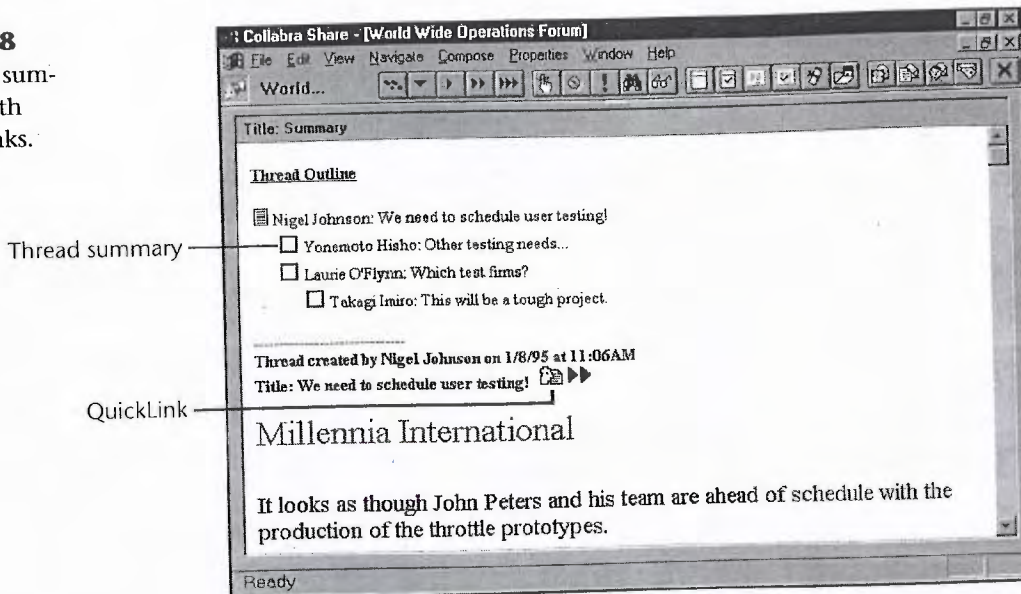 8
sum-
th
nks.
Collabra Share - [World Wide Operations Forum]
File Edit View Navigate Compose Properties Window Help
World...
Title: Summary
Thread Outline
Nigel Johnson: We need to schedule user testing!
Thread summary
Yonemoto Hisho: Other testing needs...
Laurie O'Flynn: Which test firms?
Takagi Imiro: This will be a tough project.
Thread created by Nigel Johnson on 1/8/95 at 11:06AM
Title: We need to schedule user testing!
QuickLink
Millennia International
It looks as though John Peters and his team are ahead of schedule with the
production of the throttle prototypes.
Ready